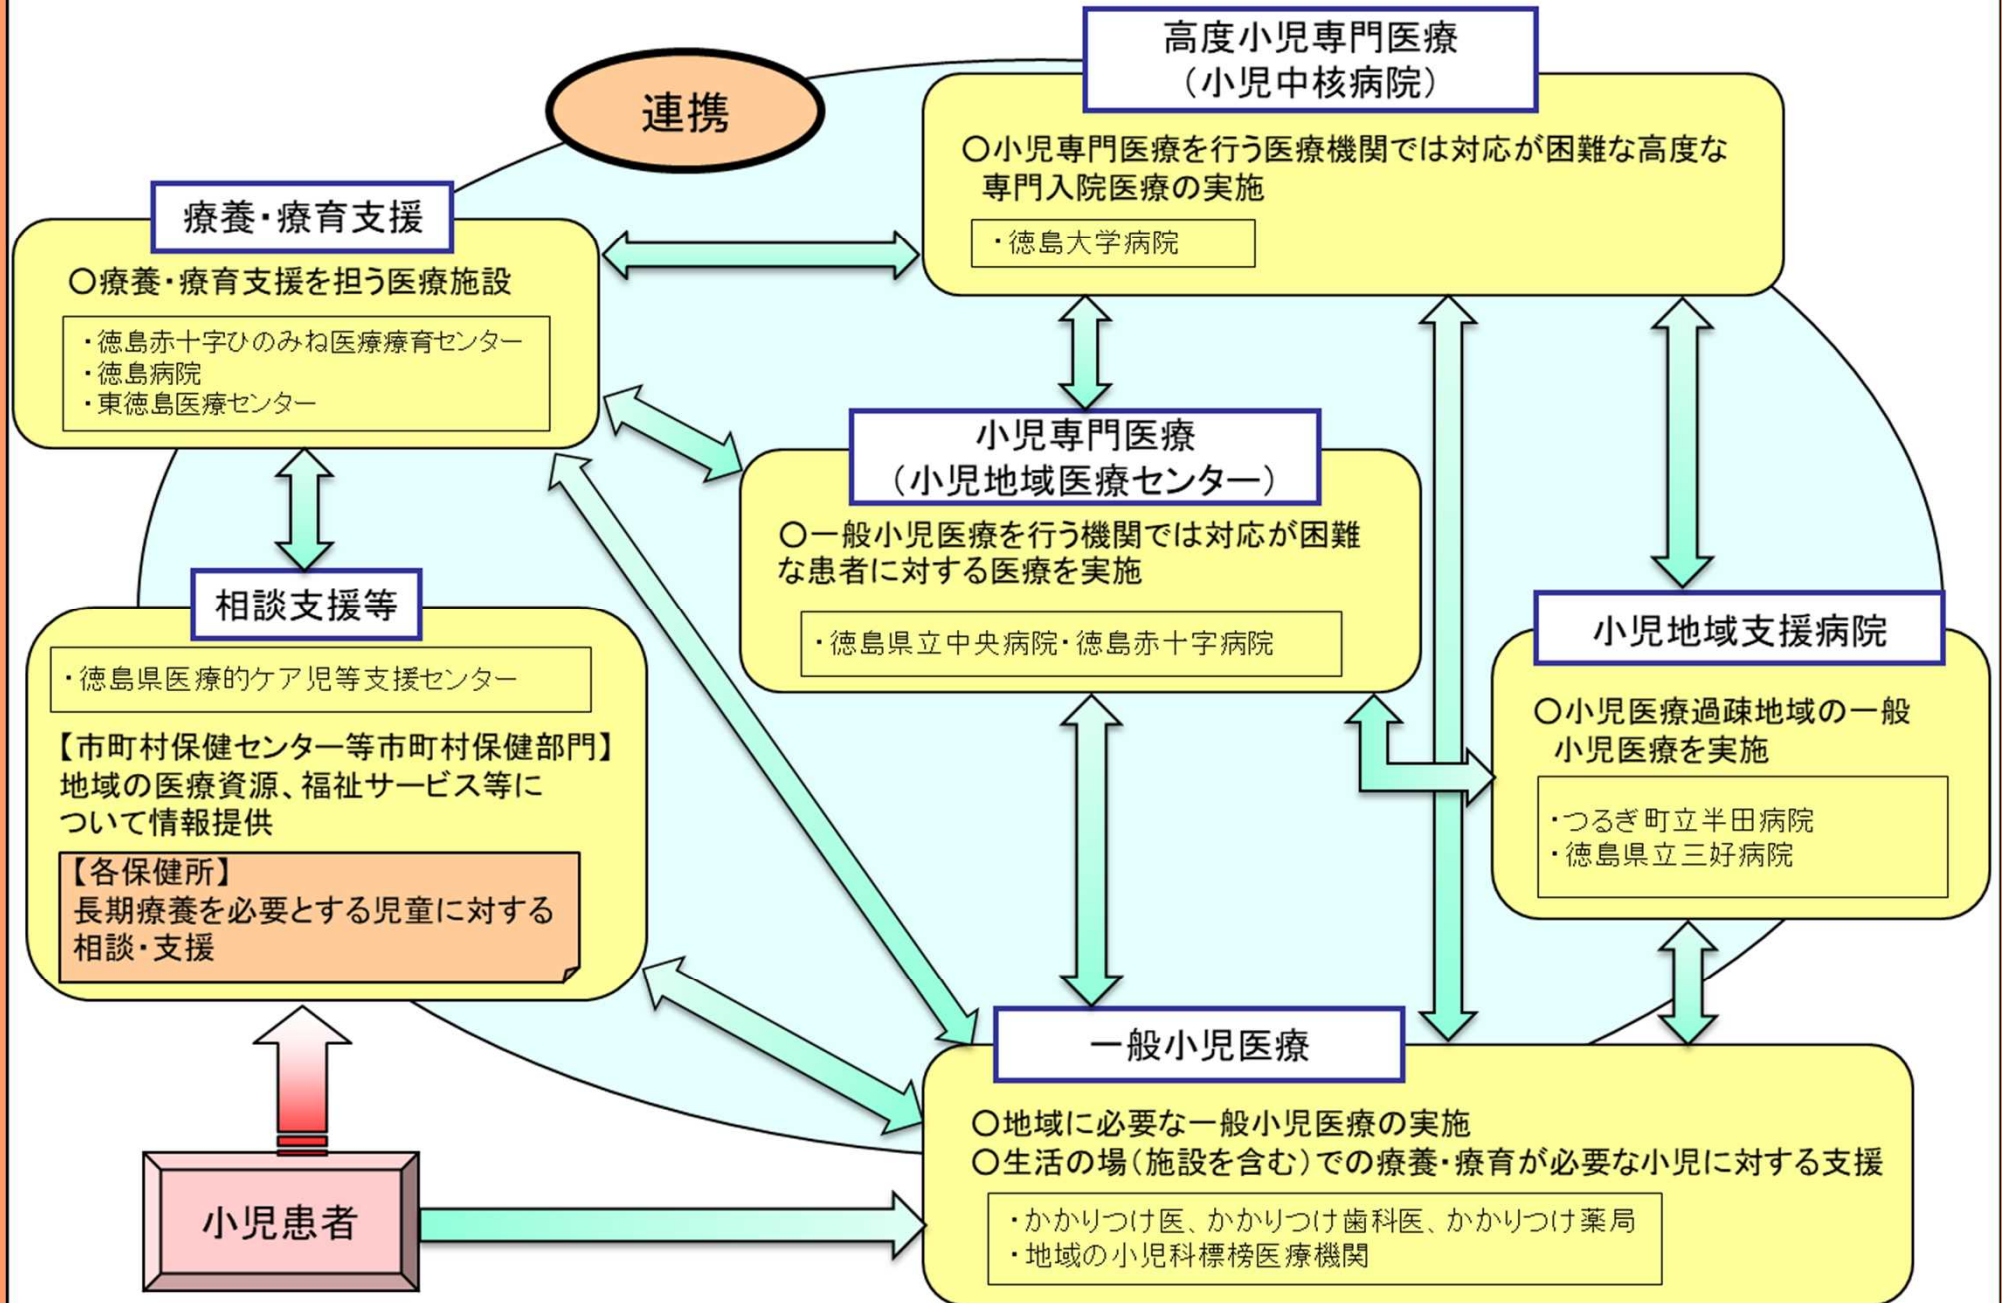 連携
高度小児専門医療
（小児中核病院）
○小児専門医療を行う医療機関では対応が困難な高度な
専門入院医療の実施
・徳島大学病院
療養・療育支援
○療養・療育支援を担う医療施設
・徳島赤十字ひのみね医療療育センター
・徳島病院
・東徳島医療センター
小児専門医療
（小児地域医療センター）
○一般小児医療を行う機関では対応が困難
な患者に対する医療を実施
・徳島県立中央病院・徳島赤十字病院
相談支援等
・徳島県医療的ケア児等支援センター
【市町村保健センター等市町村保健部門】
地域の医療資源、福祉サービス等に
ついて情報提供
【各保健所】
長期療養を必要とする児童に対する
相談・支援
小児地域支援病院
○小児医療過疎地域の一般
小児医療を実施
・つるぎ町立半田病院
・徳島県立三好病院
一般小児医療
○地域に必要な一般小児医療の実施
○生活の場（施設を含む）での療養・療育が必要な小児に対する支援
・かかりつけ医、かかりつけ歯科医、かかりつけ薬局
・地域の小児科標榜医療機関
小児患者